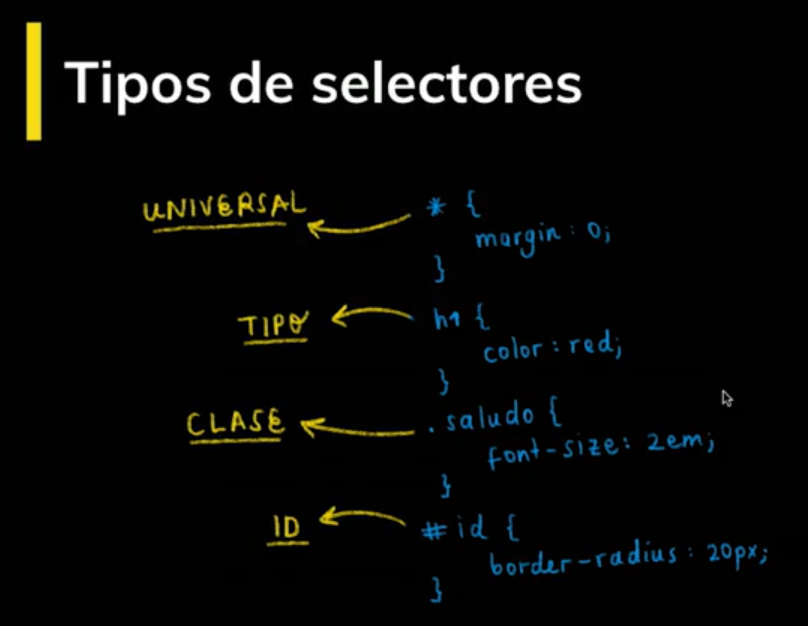 Tipos de selectores
UNIVERSAL
* {
margin: 0;
}
TIPO
h1 {
color: red;
}
CLASE
.saludo {
font-size: 2em;
}
ID
#id {
border-radius: 20px;
}